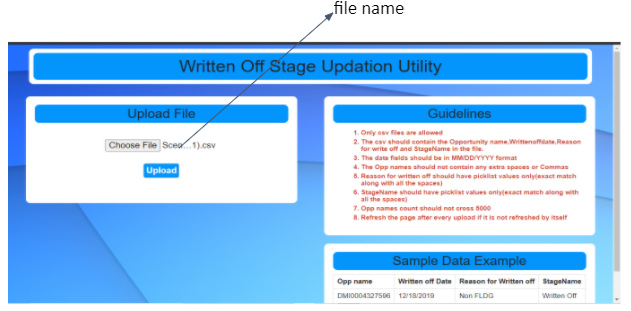 file name
Written Off Stage Updation Utility
Upload File
Choose File Scen...1).csv
Upload
Guidelines
1. Only csv files are allowed
2. The csv should contain the Opportunity name,Writtenoffdate,Reason
for write off and StageName in the file.
3. The date fields should be in MM/DD/YYYY format
4. The Opp names should not contain any extra spaces or Commas
5. Reason for written off should have picklist values only(exact match
along with all the spaces)
6. StageName should have picklist values only(exact match along with
all the spaces)
7. Opp names count should not cross 5000
8. Refresh the page after every upload if it is not refreshed by itself
Sample Data Example
Opp name Written off Date Reason for Written off StageName
DMI0004327596 12/18/2019 Non FLDG Written Off